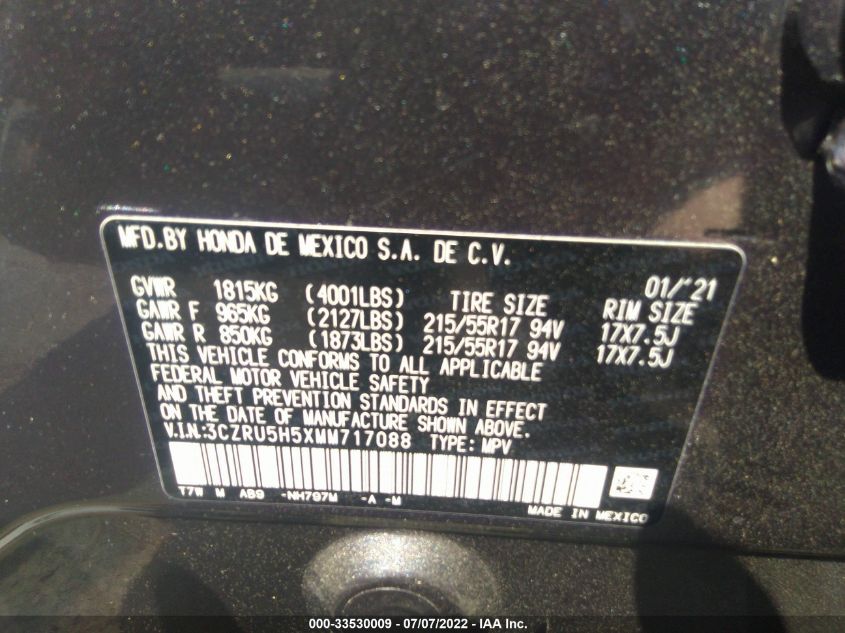 MFD.BY HONDA DE MEXICO S.A. DE C.V.
01/'21
GVWR 1815KG (4001LBS) TIRE SIZE RIM SIZE
GAWR F 965KG (2127LBS) 215/55R17 94V 17X7.5J
GAWR R 850KG (1873LBS) 215/55R17 94V 17X7.5J
THIS VEHICLE CONFORMS TO ALL APPLICABLE
FEDERAL MOTOR VEHICLE SAFETY
AND THEFT PREVENTION STANDARDS IN EFFECT
ON THE DATE OF MANUFACTURE SHOWN ABOVE.
V.I.N:3CZRU5H5XMM717088 TYPE: MPV
T7W M AB9 -NH797M -A -M
MADE IN MEXICO
000-33530009 - 07/07/2022 - IAA Inc.